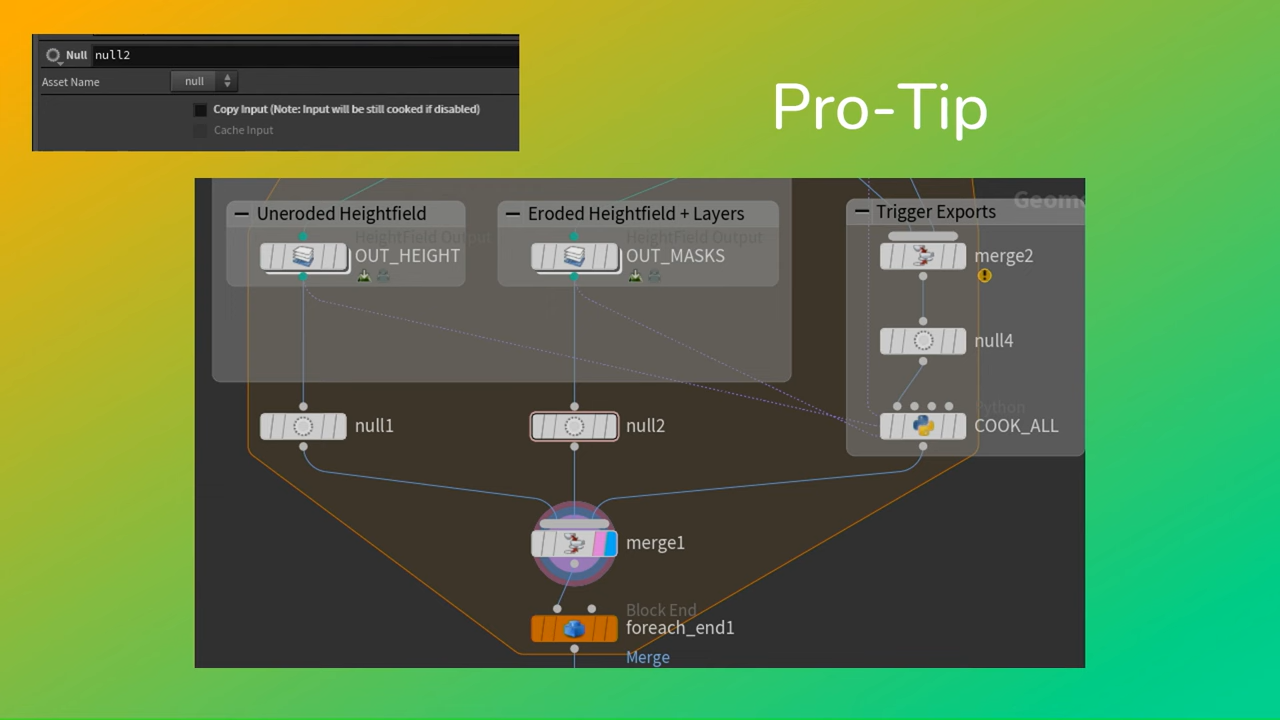 Null null2
Asset Name null
Copy Input (Note: Input will be still cooked if disabled)
Cache Input
Pro-Tip
Uneroded Heightfield
Eroded Heightfield + Layers
Trigger Exports
Geome
HeightField Output
OUT_HEIGHT
HeightField Output
OUT_MASKS
merge2
null4
null1
null2
Python
COOK_ALL
merge1
Block End
foreach_end1
Merge